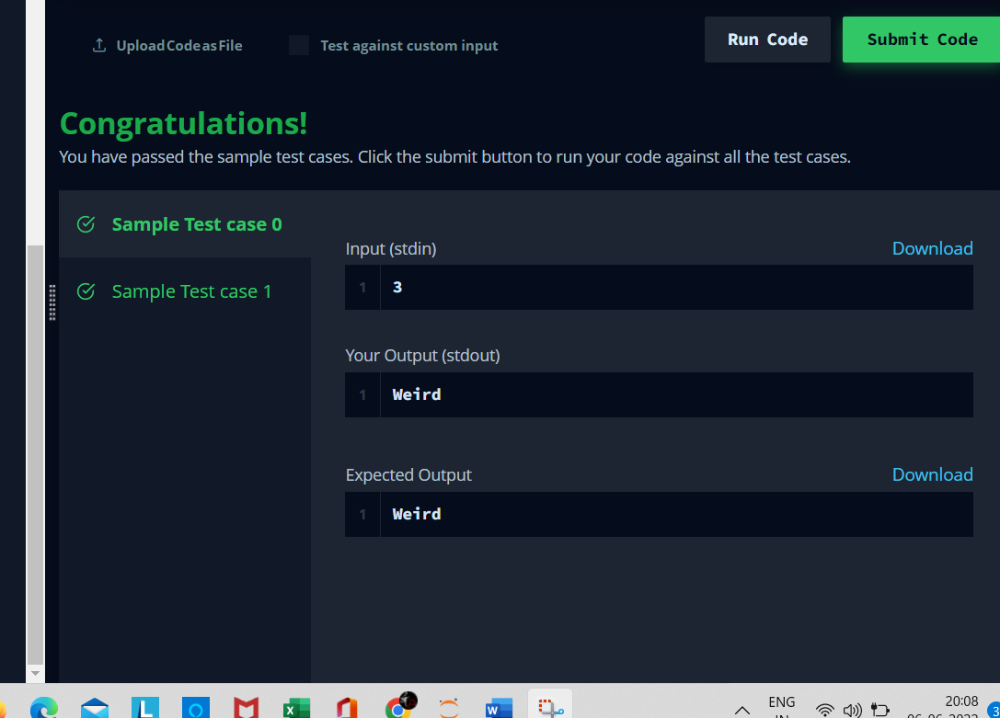 Upload Code as File
Test against custom input
Run Code
Submit Code
Congratulations!
You have passed the sample test cases. Click the submit button to run your code against all the test cases.
Sample Test case 0
Sample Test case 1
Input (stdin)
Download
1 3
Your Output (stdout)
1 Weird
Expected Output
Download
1 Weird
L
W
ENG
IN
20:08
3